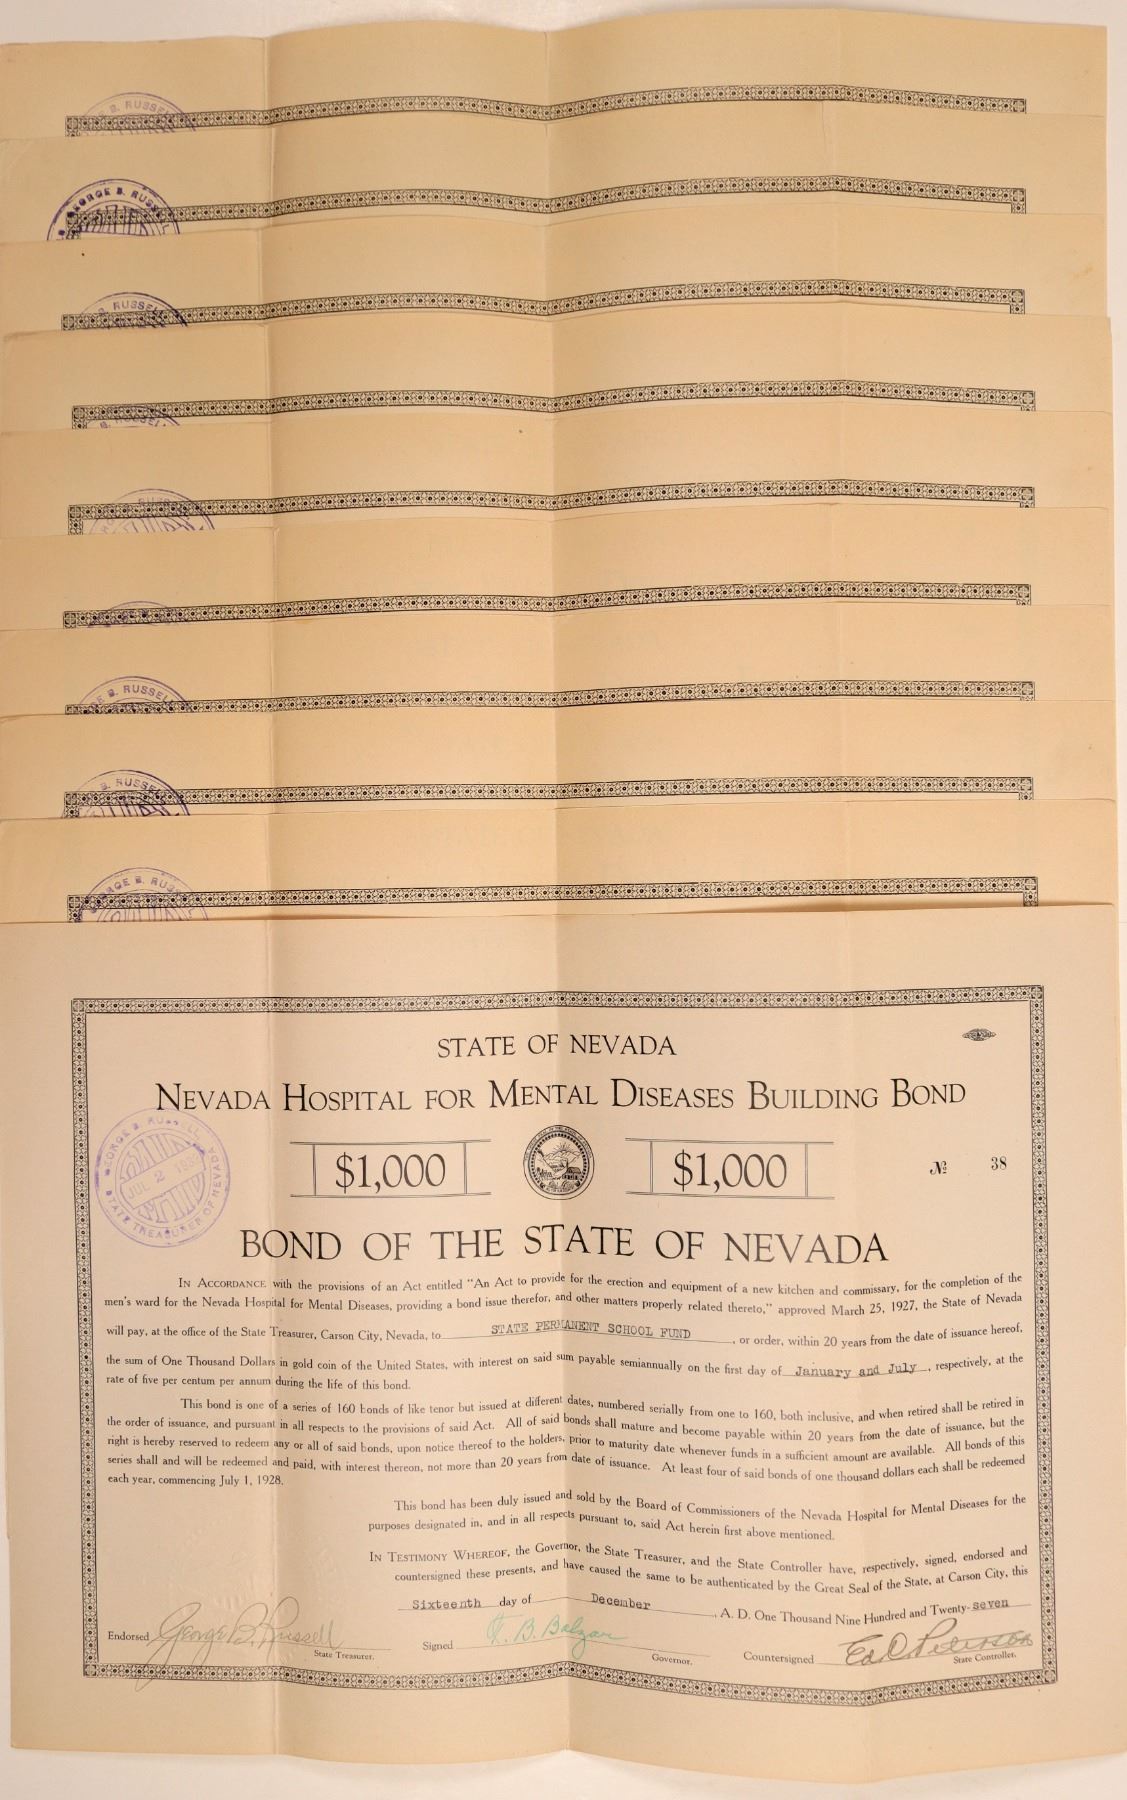 B. RUSSE
GEORGE B. RUSSELL
RUSSELL
B. RUSSEL
RUSS
B. RUSSEL
B. RUSSE
ORGE B. RUS
STATE OF NEVADA
NEVADA HOSPITAL FOR MENTAL DISEASES BUILDING BOND
$1,000 $1,000 № 38
GEORGE B. RUSSELL
JUL 2
STATE TREASURER OF NEVADA
BOND OF THE STATE OF NEVADA
IN ACCORDANCE with the provisions of an Act entitled "An Act to provide for the erection and equipment of a new kitchen and commissary, for the completion of the
men's ward for the Nevada Hospital for Mental Diseases, providing a bond issue therefor, and other matters properly related thereto," approved March 25, 1927, the State of Nevada
will pay, at the office of the State Treasurer, Carson City, Nevada, to STATE PERMANENT SCHOOL FUND, or order, within 20 years from the date of issuance hereof,
the sum of One Thousand Dollars in gold coin of the United States, with interest on said sum payable semiannually on the first day of January and July, respectively, at the
rate of five per centum per annum during the life of this bond.
This bond is one of a series of 160 bonds of like tenor but issued at different dates, numbered serially from one to 160, both inclusive, and when retired shall be retired in
the order of issuance, and pursuant in all respects to the provisions of said Act. All of said bonds shall mature and become payable within 20 years from the date of issuance, but the
right is hereby reserved to redeem any or all of said bonds, upon notice thereof to the holders, prior to maturity date whenever funds in a sufficient amount are available. All bonds of this
series shall and will be redeemed and paid, with interest thereon, not more than 20 years from date of issuance. At least four of said bonds of one thousand dollars each shall be redeemed
each year, commencing July 1, 1928.
This bond has been duly issued and sold by the Board of Commissioners of the Nevada Hospital for Mental Diseases for the
purposes designated in, and in all respects pursuant to, said Act herein first above mentioned.
IN TESTIMONY WHEREOF, the Governor, the State Treasurer, and the State Controller have, respectively, signed, endorsed and
countersigned these presents, and have caused the same to be authenticated by the Great Seal of the State, at Carson City, this
Sixteenth day of December, A. D. One Thousand Nine Hundred and Twenty-seven
Endorsed George B. Russell Signed F. B. Balzar Countersigned Ed C Peterson
State Treasurer. Governor. State Controller.